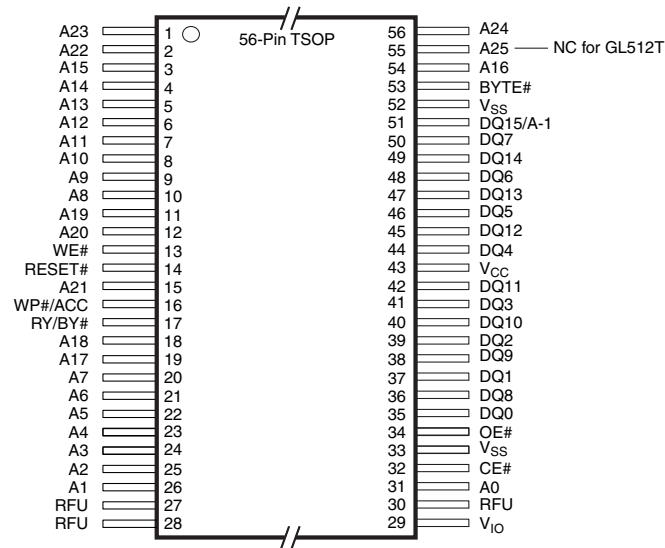 56-Pin TSOP
A23 1 56 A24
A22 2 55 A25 NC for GL512T
A15 3 54 A16
A14 4 53 BYTE#
A13 5 52 VSS
A12 6 51 DQ15/A-1
A11 7 50 DQ7
A10 8 49 DQ14
A9 9 48 DQ6
A8 10 47 DQ13
A19 11 46 DQ5
A20 12 45 DQ12
WE# 13 44 DQ4
RESET# 14 43 VCC
A21 15 42 DQ11
WP#/ACC 16 41 DQ3
RY/BY# 17 40 DQ10
A18 18 39 DQ2
A17 19 38 DQ9
A7 20 37 DQ1
A6 21 36 DQ8
A5 22 35 DQ0
A4 23 34 OE#
A3 24 33 VSS
A2 25 32 CE#
A1 26 31 A0
RFU 27 30 RFU
RFU 28 29 VIO